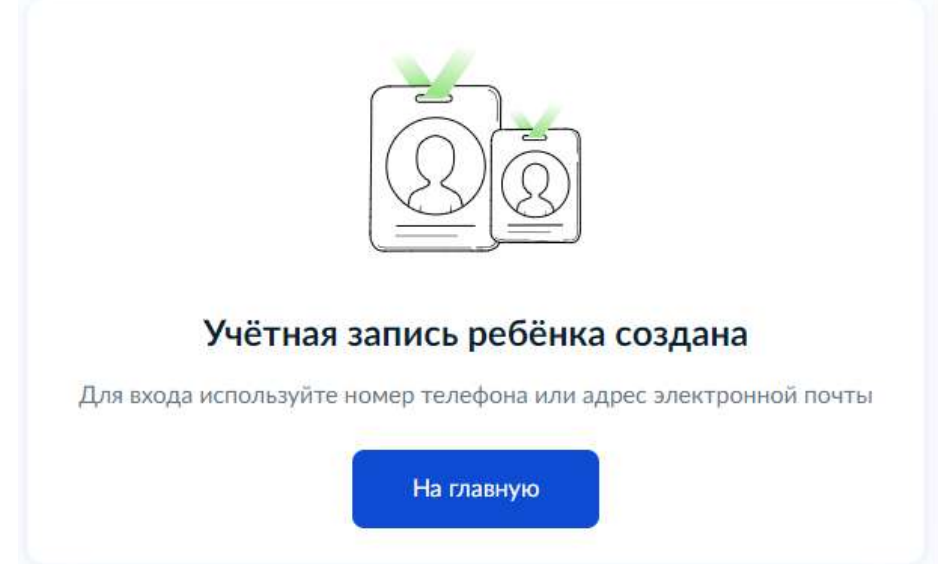 Учётная запись ребёнка создана
Для входа используйте номер телефона или адрес электронной почты
На главную